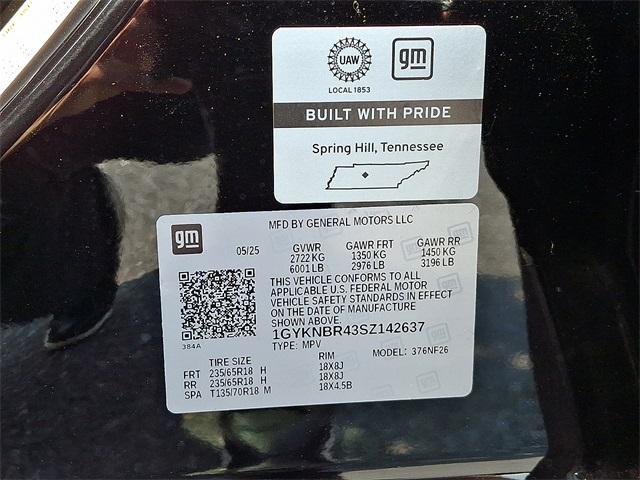 UAW
gm
LOCAL 1853
BUILT WITH PRIDE
Spring Hill, Tennessee
gm
MFD BY GENERAL MOTORS LLC
05/25 GVWR GAWR FRT GAWR RR
2722 KG 1350 KG 1450 KG
6001 LB 2976 LB 3196 LB
THIS VEHICLE CONFORMS TO ALL
APPLICABLE U.S. FEDERAL MOTOR
VEHICLE SAFETY STANDARDS IN EFFECT
ON THE DATE OF MANUFACTURE
SHOWN ABOVE.
1GYKNBR43SZ142637
384A
TYPE: MPV MODEL: 376NF26
TIRE SIZE RIM
FRT 235/65R18 H 18X8J
RR 235/65R18 H 18X8J
SPA T135/70R18 M 18X4.5B